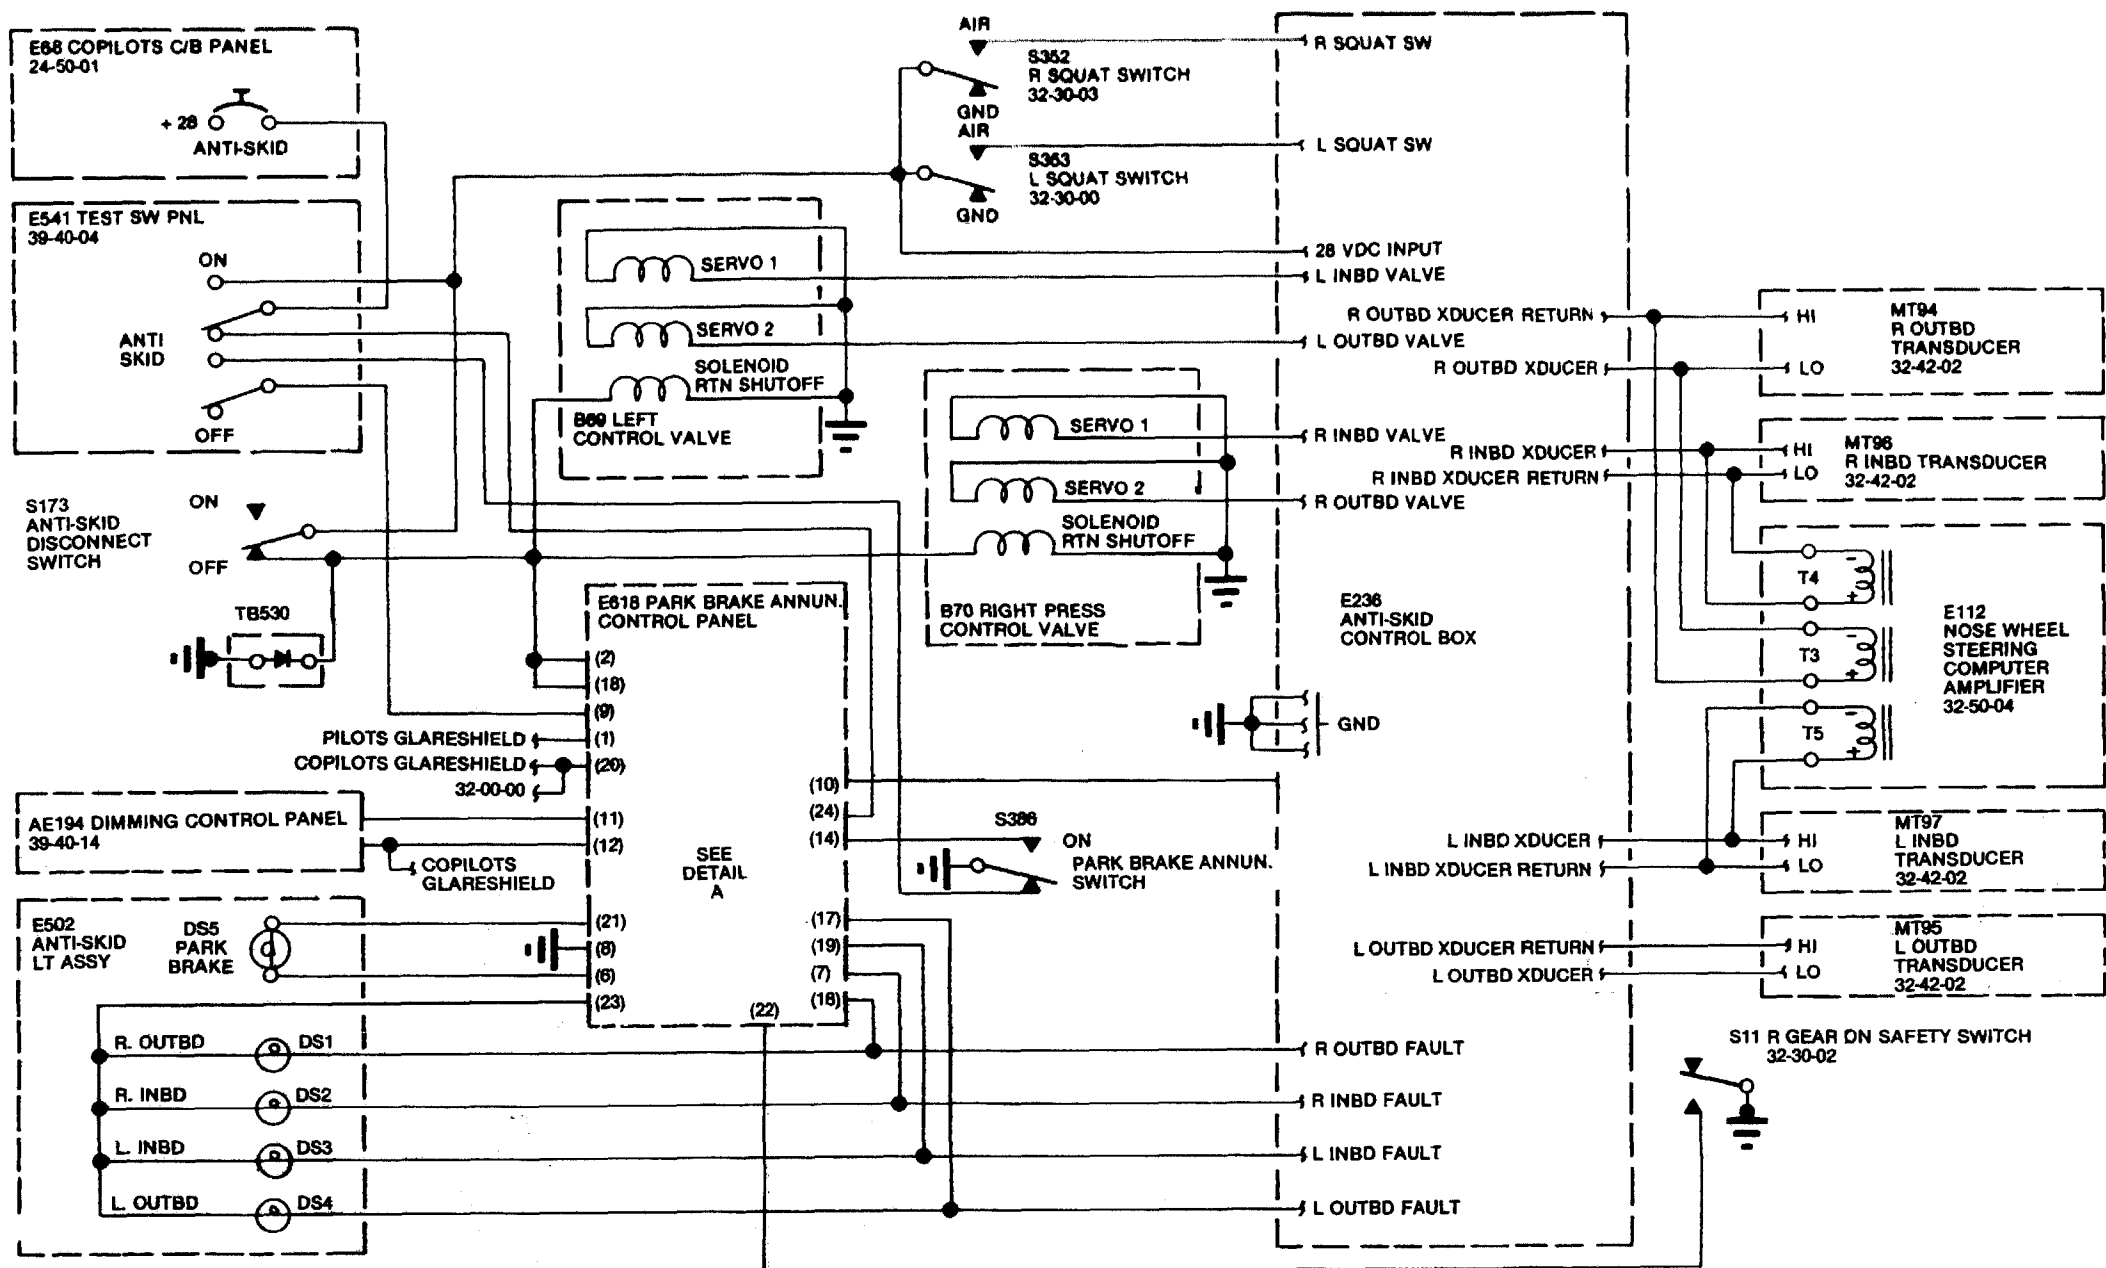 E68 COPILOTS C/B PANEL
24-50-01
+ 28
ANTI-SKID
E541 TEST SW PNL
39-40-04
ON
ANTI
SKID
OFF
S173
ANTI-SKID
DISCONNECT
SWITCH
ON
OFF
TB530
SERVO 1
SERVO 2
SOLENOID
RTN SHUTOFF
B69 LEFT
CONTROL VALVE
AIR
S352
R SQUAT SWITCH
32-30-03
GND
AIR
S353
L SQUAT SWITCH
32-30-00
GND
SERVO 1
SERVO 2
SOLENOID
RTN SHUTOFF
B70 RIGHT PRESS
CONTROL VALVE
E618 PARK BRAKE ANNUN.
CONTROL PANEL
(2)
(18)
(9)
(1)
(20)
(11)
(12)
(21)
(8)
(6)
(23)
(22)
(10)
(24)
(14)
(17)
(19)
(7)
(16)
SEE
DETAIL
A
PILOTS GLARESHIELD
COPILOTS GLARESHIELD
32-00-00
AE194 DIMMING CONTROL PANEL
39-40-14
COPILOTS
GLARESHIELD
E502
ANTI-SKID
LT ASSY
DS5
PARK
BRAKE
R. OUTBD
DS1
R. INBD
DS2
L. INBD
DS3
L. OUTBD
DS4
S386
ON
PARK BRAKE ANNUN.
SWITCH
R SQUAT SW
L SQUAT SW
28 VDC INPUT
L INBD VALVE
L OUTBD VALVE
R INBD VALVE
R OUTBD VALVE
E236
ANTI-SKID
CONTROL BOX
GND
R OUTBD FAULT
R INBD FAULT
L INBD FAULT
L OUTBD FAULT
R OUTBD XDUCER RETURN
R OUTBD XDUCER
R INBD XDUCER
R INBD XDUCER RETURN
L INBD XDUCER
L INBD XDUCER RETURN
L OUTBD XDUCER RETURN
L OUTBD XDUCER
HI
LO
MT94
R OUTBD
TRANSDUCER
32-42-02
HI
LO
MT96
R INBD TRANSDUCER
32-42-02
T4
-
+
T3
-
+
T5
-
+
E112
NOSE WHEEL
STEERING
COMPUTER
AMPLIFIER
32-50-04
HI
LO
MT97
L INBD
TRANSDUCER
32-42-02
HI
LO
MT95
L OUTBD
TRANSDUCER
32-42-02
S11 R GEAR DN SAFETY SWITCH
32-30-02